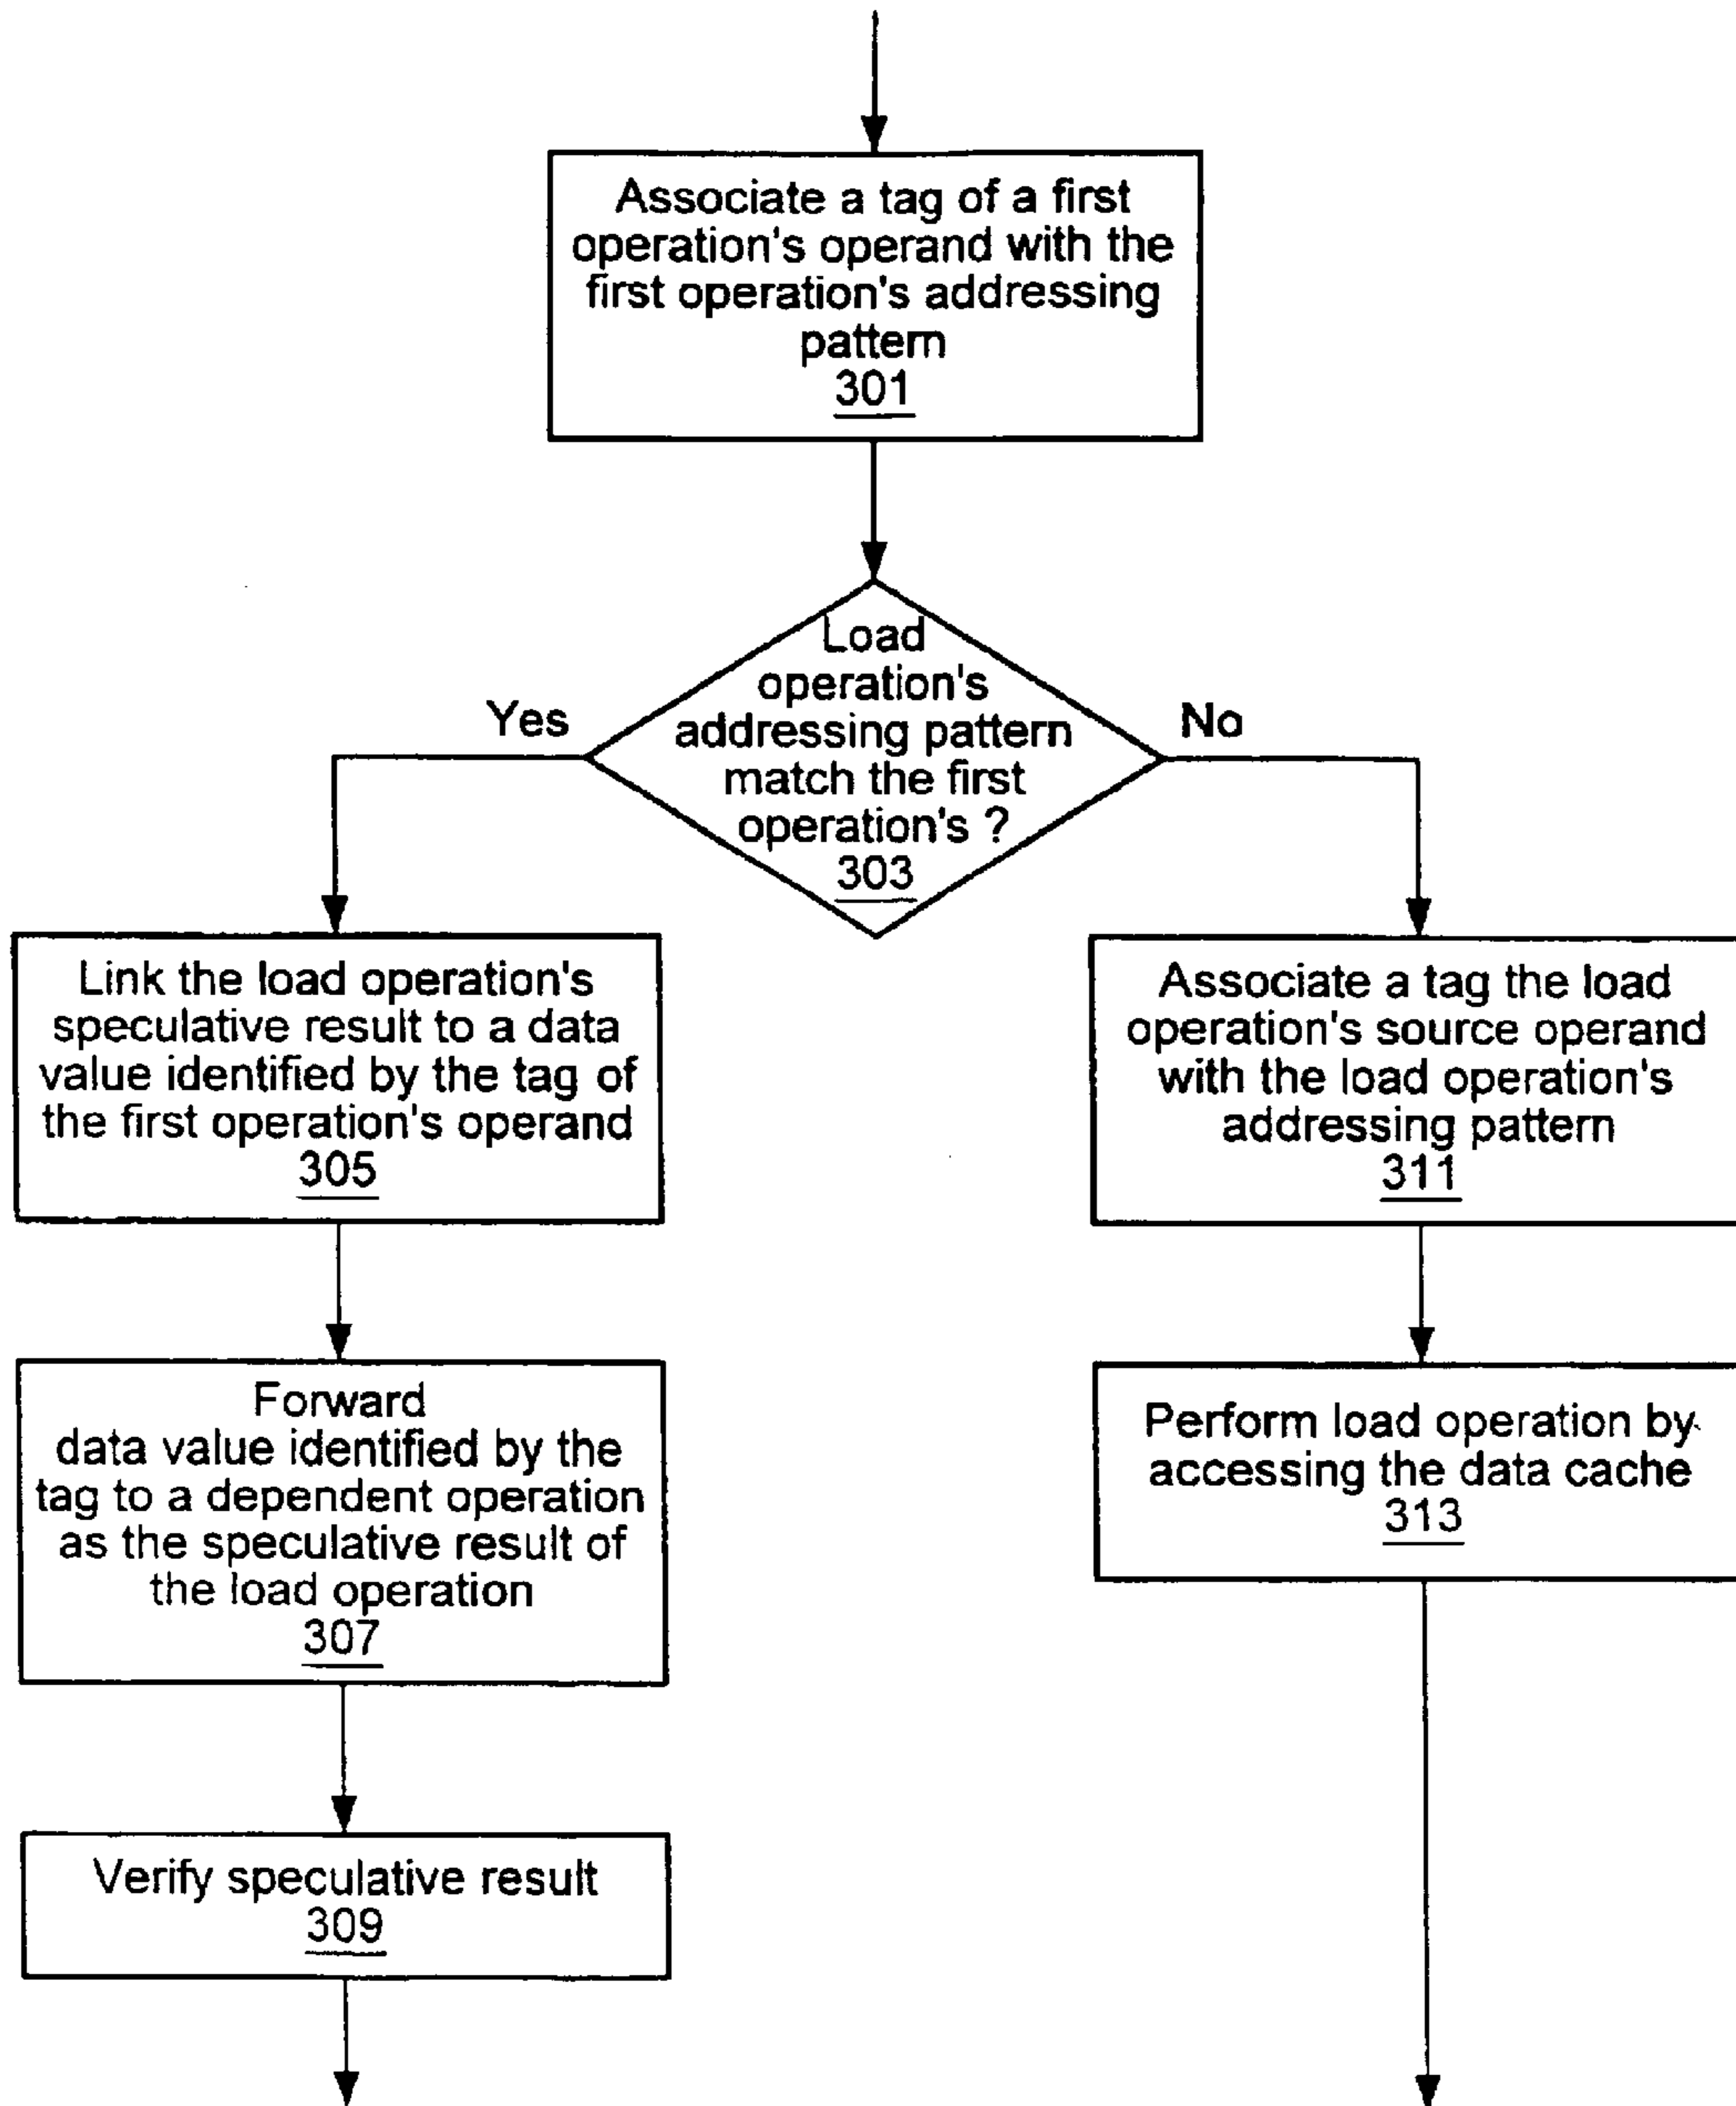 Associate a tag of a first
operation's operand with the
first operation's addressing
pattern
301
Load
operation's
addressing pattern
match the first
operation's ?
303
Yes
No
Link the load operation's
speculative result to a data
value identified by the tag of
the first operation's operand
305
Forward
data value identified by the
tag to a dependent operation
as the speculative result of
the load operation
307
Verify speculative result
309
Associate a tag the load
operation's source operand
with the load operation's
addressing pattern
311
Perform load operation by
accessing the data cache
313